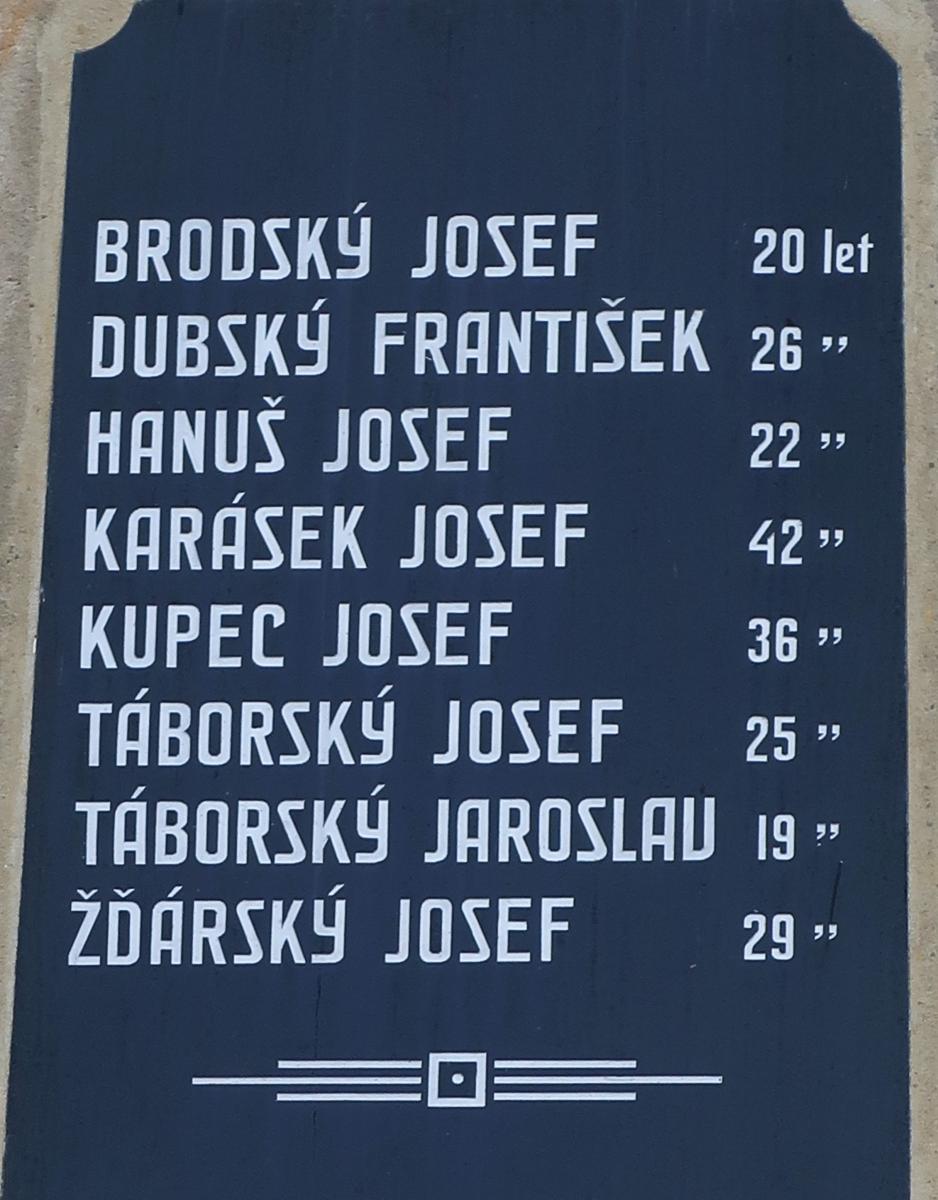 BRODSKÝ JOSEF 20 let
DUBSKÝ FRANTIŠEK 26 ”
HANUŠ JOSEF 22 ”
KARÁSEK JOSEF 42 ”
KUPEC JOSEF 36 ”
TÁBORSKÝ JOSEF 25 ”
TÁBORSKÝ JAROSLAV 19 ”
ŽĎÁRSKÝ JOSEF 29 ”